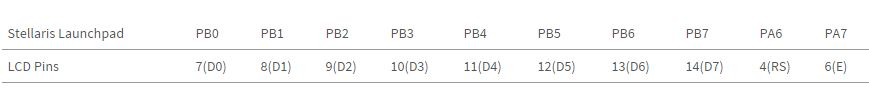 Stellaris Launchpad PB0 PB1 PB2 PB3 PB4 PB5 PB6 PB7 PA6 PA7
LCD Pins 7(D0) 8(D1) 9(D2) 10(D3) 11(D4) 12(D5) 13(D6) 14(D7) 4(RS) 6(E)